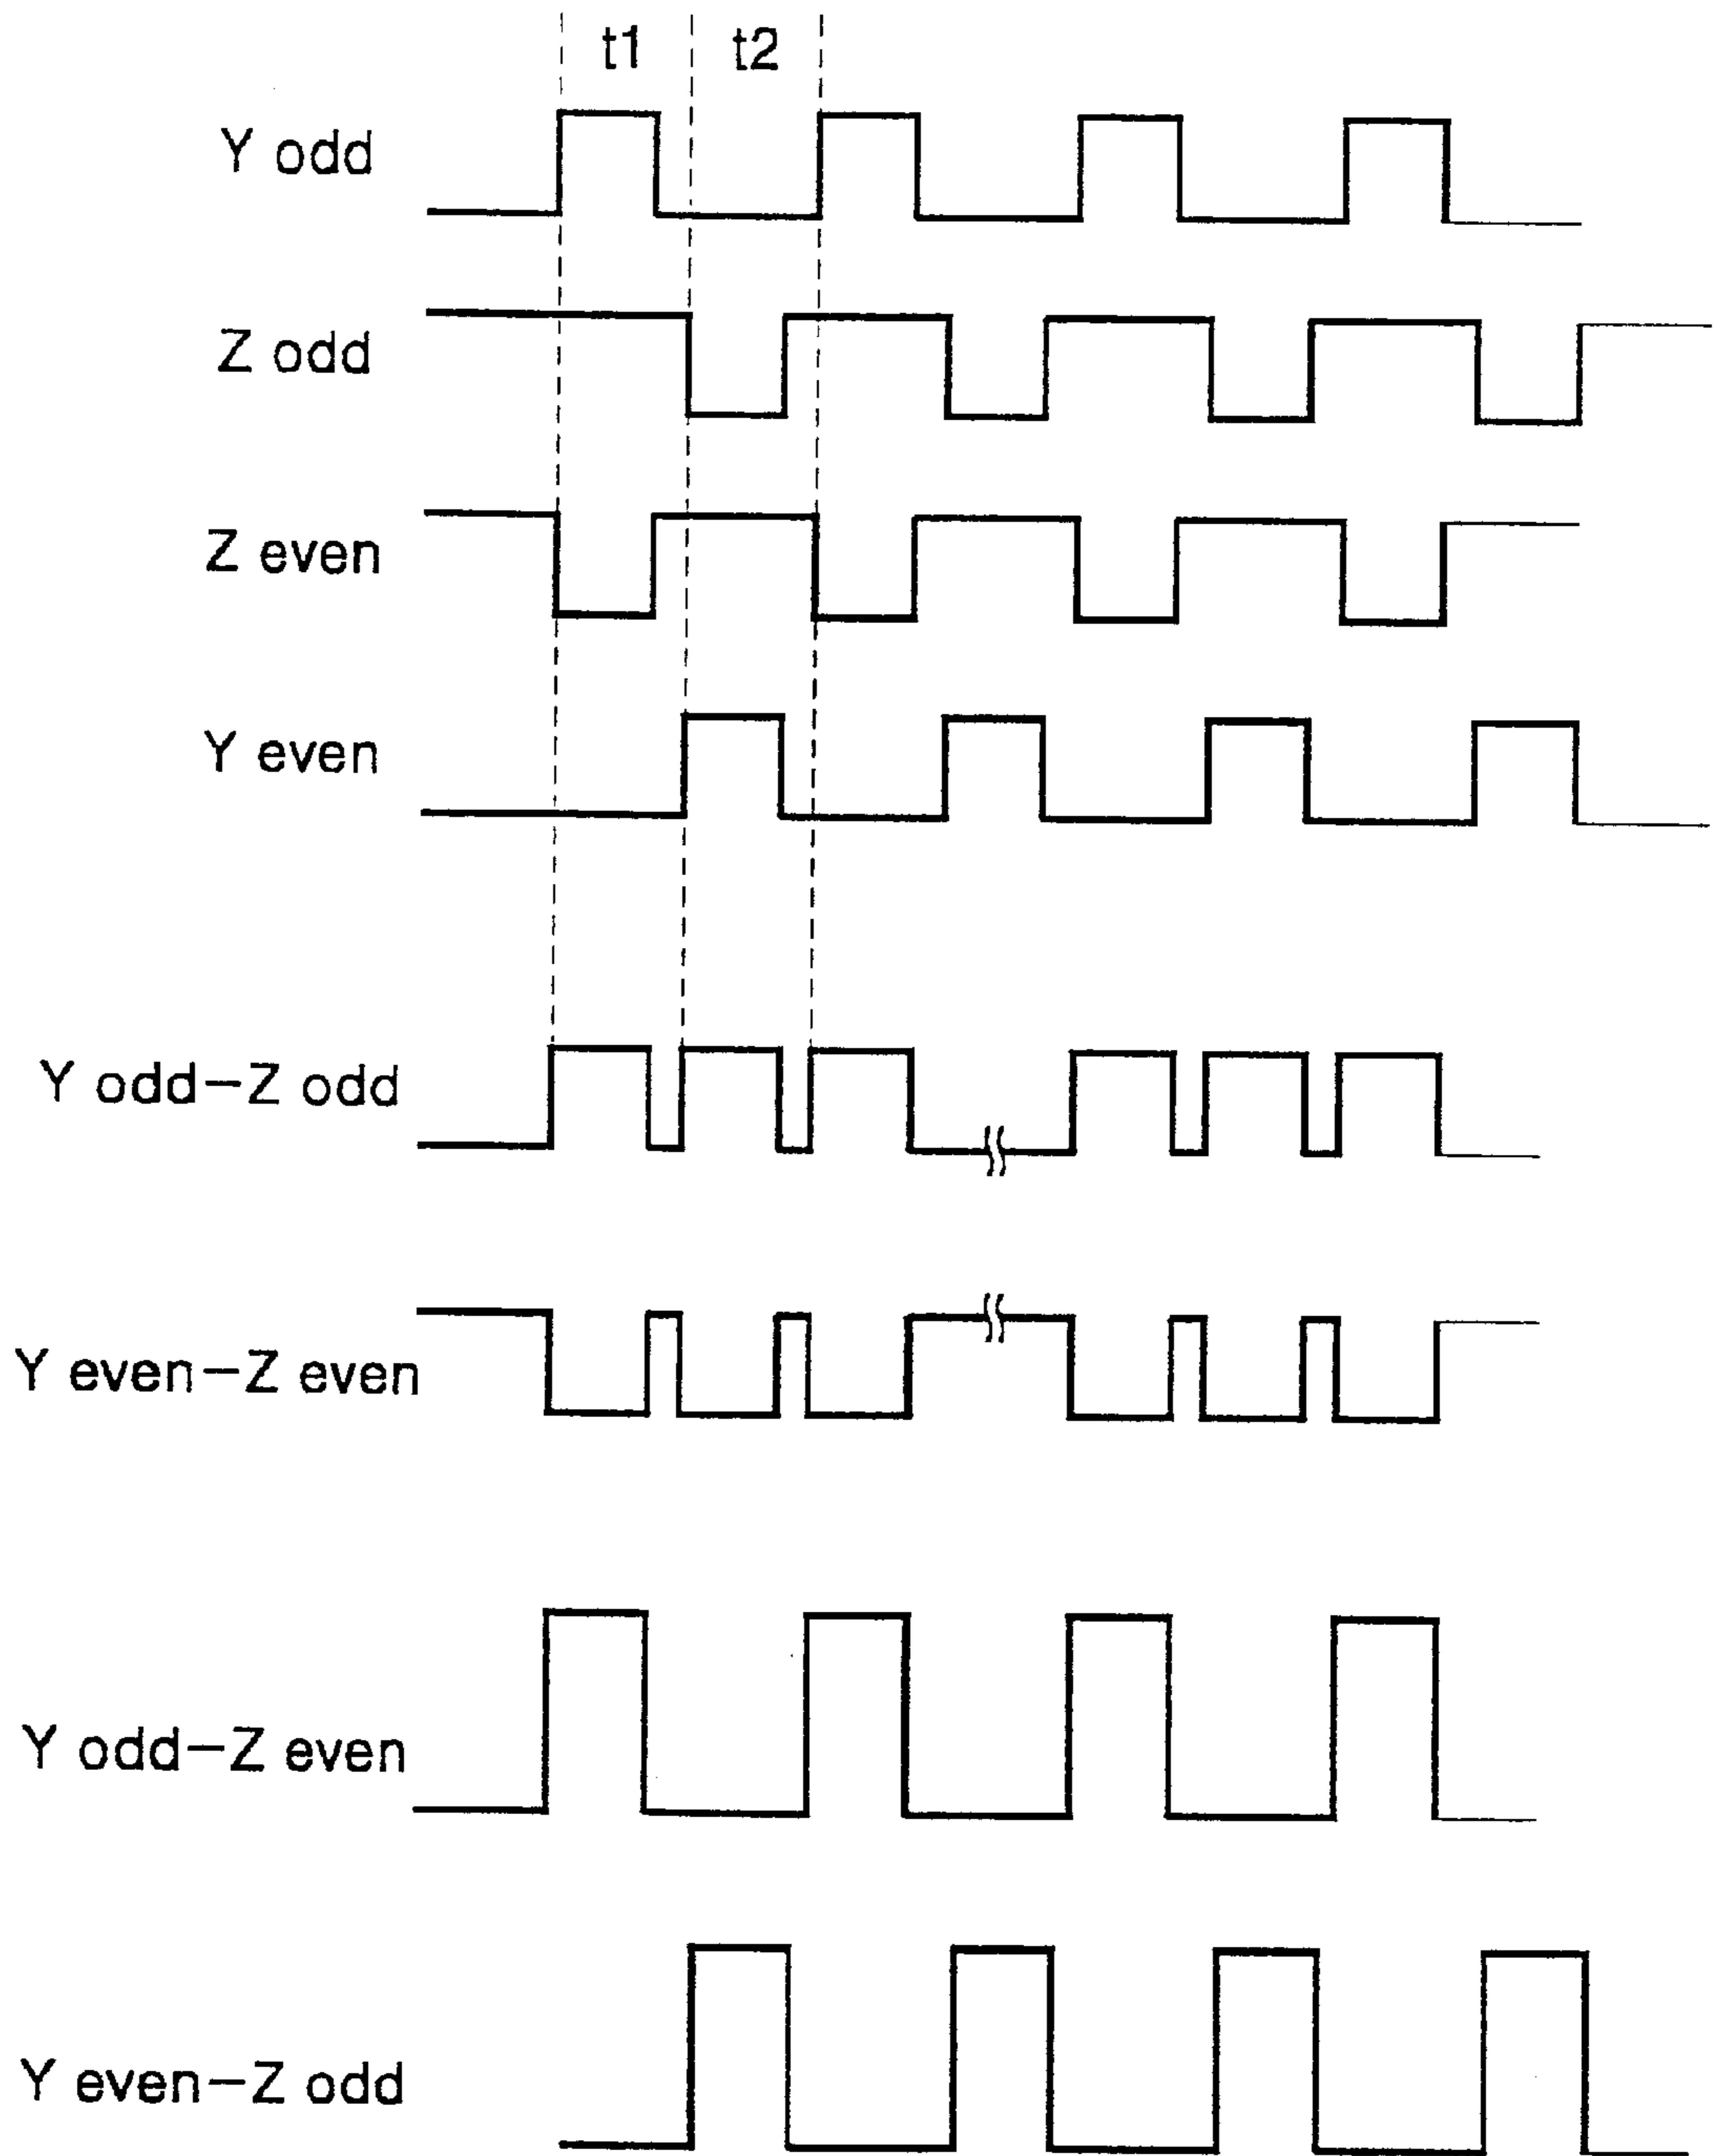 t1 t2
Y odd
Z odd
Z even
Y even
Y odd–Z odd
Y even–Z even
Y odd–Z even
Y even–Z odd